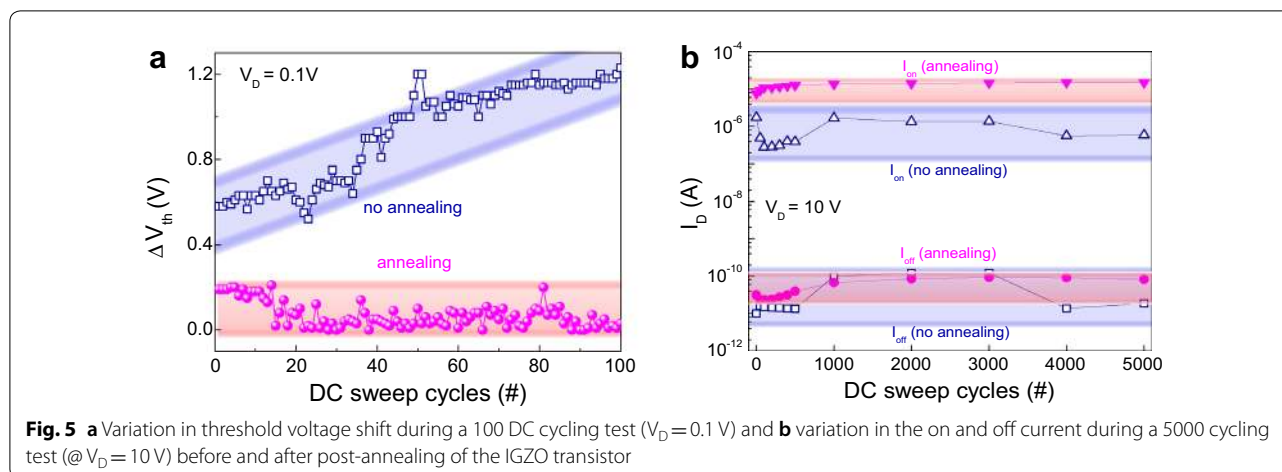 a
V_D = 0.1V
no annealing
annealing
Δ V_th (V)
1.2
0.8
0.4
0.0
0 20 40 60 80 100
DC sweep cycles (#)
b
I_on (annealing)
I_on (no annealing)
V_D = 10 V
I_off (annealing)
I_off (no annealing)
I_D (A)
10^-4
10^-6
10^-8
10^-10
10^-12
0 1000 2000 3000 4000 5000
DC sweep cycles (#)
Fig. 5 a Variation in threshold voltage shift during a 100 DC cycling test (V_D = 0.1 V) and b variation in the on and off current during a 5000 cycling
test (@ V_D = 10 V) before and after post-annealing of the IGZO transistor